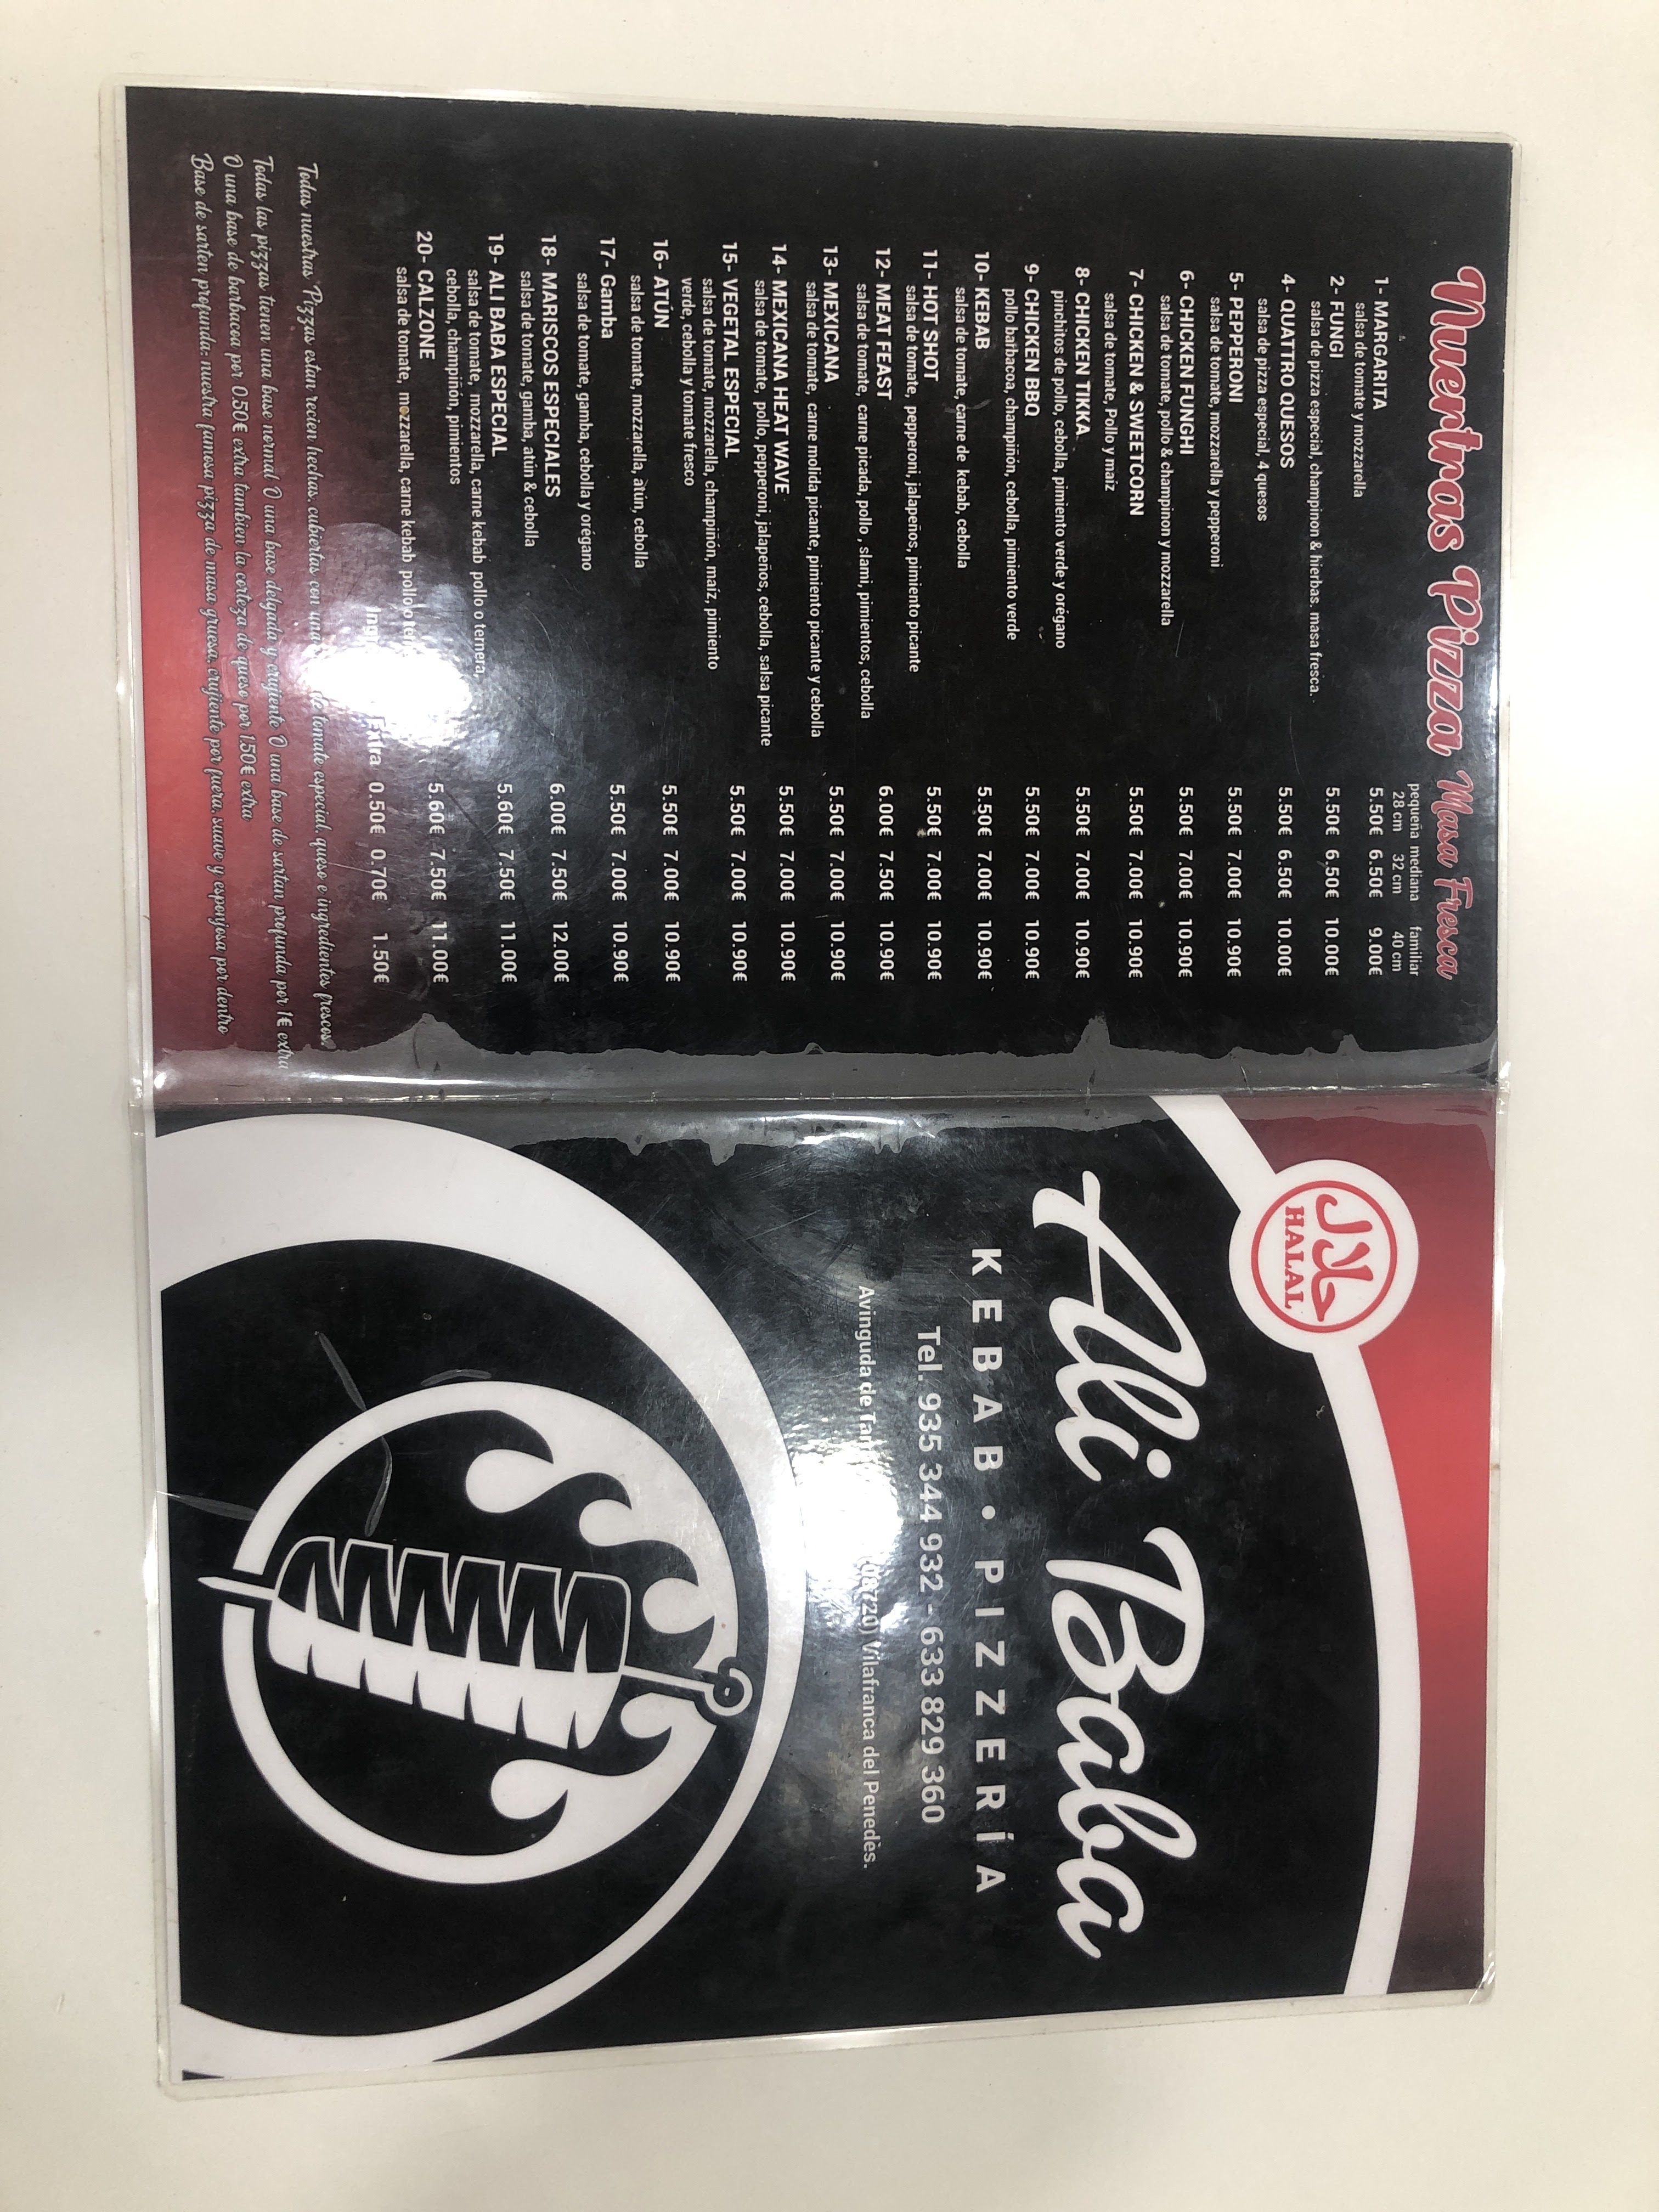 Muentras Pizza Masa Fresca
pequeña mediana familiar
28 cm 32 cm 40 cm
1- MARGARITA 5.50€ 6.50€ 9.00€
salsa de tomate y mozzarella
2- FUNGI 5.50€ 6,50€ 10.00€
salsa de pizza especial, champinon & hierbas. masa fresca.
4- QUATTRO QUESOS 5.50€ 6.50€ 10.00€
salsa de pizza especial, 4 quesos
5- PEPPERONI 5.50€ 7.00€ 10.90€
salsa de tomate, mozzarella y pepperoni
6- CHICKEN FUNGHI 5.50€ 7.00€ 10.90€
salsa de tomate, pollo & champinon y mozzarella
7- CHICKEN & SWEETCORN 5.50€ 7.00€ 10.90€
salsa de tomate, Pollo y maiz
8- CHICKEN TIKKA 5.50€ 7.00€ 10.90€
pinchitos de pollo, cebolla, pimiento verde y orégano
9- CHICKEN BBQ 5.50€ 7.00€ 10.90€
pollo barbacoa, champiñón, cebolla, pimiento verde
10- KEBAB 5.50€ 7.00€ 10.90€
salsa de tomate, carne de kebab, cebolla
11- HOT SHOT 5.50€ 7.00€ 10.90€
salsa de tomate, pepperoni, jalapeños, pimiento picante
12- MEAT FEAST 6.00€ 7.50€ 10.90€
salsa de tomate, carne picada, pollo , slami, pimientos, cebolla
13- MEXICANA 5.50€ 7.00€ 10.90€
salsa de tomate, carne molida picante, pimiento picante y cebolla
14- MEXICANA HEAT WAVE 5.50€ 7.00€ 10.90€
salsa de tomate, pollo, pepperoni, jalapeños, cebolla, salsa picante
15- VEGETAL ESPECIAL 5.50€ 7.00€ 10.90€
salsa de tomate, mozzarella, champiñón, maiz, pimiento
verde, cebolla y tomate fresco
16- ATÚN 5.50€ 7.00€ 10.90€
salsa de tomate, mozzarella, atún, cebolla
17- Gamba 5.50€ 7.00€ 10.90€
salsa de tomate, gamba, cebolla y orégano
18- MARISCOS ESPECIALES 6.00€ 7.50€ 12.00€
salsa de tomate, gamba, atún & cebolla
19- ALI BABA ESPECIAL 5.60€ 7.50€ 11.00€
salsa de tomate, mozzarella, carne kebab pollo o ternera,
cebolla, champiñón, pimientos
20- CALZONE 5.60€ 7.50€ 11.00€
salsa de tomate, mozzarella, carne kebab pollo o
Extra 0.50€ 0.70€ 1.50€
Todas nuestras Pizzas estan recien hechas, cubiertas con una de tomate especial, queso e ingredientes frescos.
Todas las pizzas tienen una base normal O una base delgada y crujiente O una base de sartan profunda por 1€ extra
O una base de barbacoa por 0.50€ extra tambien la corteza de queso por 1.50€ extra
Base de sarten profunda: nuestra famosa pizza de masa gruesa, crujiente por fuera, suave y esponjosa por dentro
حلال
HALAL
Ali Baba
KEBAB • PIZZERÍA
Tel. 935 344 932 - 633 829 360
Avinguda de (08720) Vilafranca del Penedès.